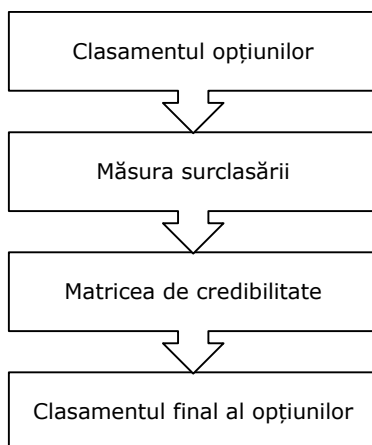 Clasamentul opțiunilor
Măsura surclasării
Matricea de credibilitate
Clasamentul final al opțiunilor